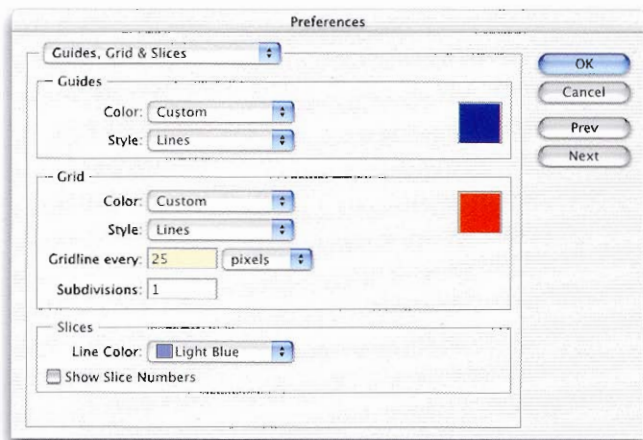 Preferences
Guides, Grid & Slices
OK
Cancel
Prev
Next
Guides
Color: Custom
Style: Lines
Grid
Color: Custom
Style: Lines
Gridline every: 25 pixels
Subdivisions: 1
Slices
Line Color: Light Blue
Show Slice Numbers